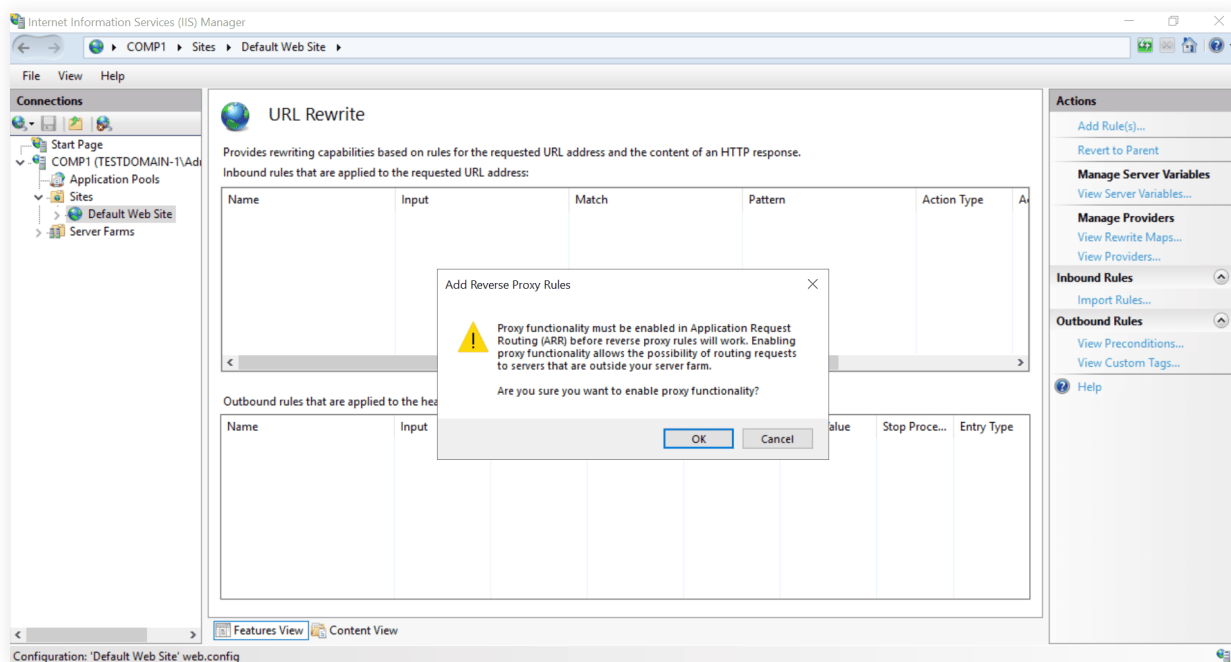 Internet Information Services (IIS) Manager
COMP1 Sites Default Web Site
File View Help
Connections
Start Page
COMP1 (TESTDOMAIN-1\Adı
Application Pools
Sites
Default Web Site
Server Farms
URL Rewrite
Provides rewriting capabilities based on rules for the requested URL address and the content of an HTTP response.
Inbound rules that are applied to the requested URL address:
Name Input Match Pattern Action Type
Add Reverse Proxy Rules
Proxy functionality must be enabled in Application Request
Routing (ARR) before reverse proxy rules will work. Enabling
proxy functionality allows the possibility of routing requests
to servers that are outside your server farm.
Are you sure you want to enable proxy functionality?
OK Cancel
Outbound rules that are applied to the hea
Name Input alue Stop Proce... Entry Type
Features View Content View
Actions
Add Rule(s)...
Revert to Parent
Manage Server Variables
View Server Variables...
Manage Providers
View Rewrite Maps...
View Providers...
Inbound Rules
Import Rules...
Outbound Rules
View Preconditions...
View Custom Tags...
Help
Configuration: 'Default Web Site' web.config